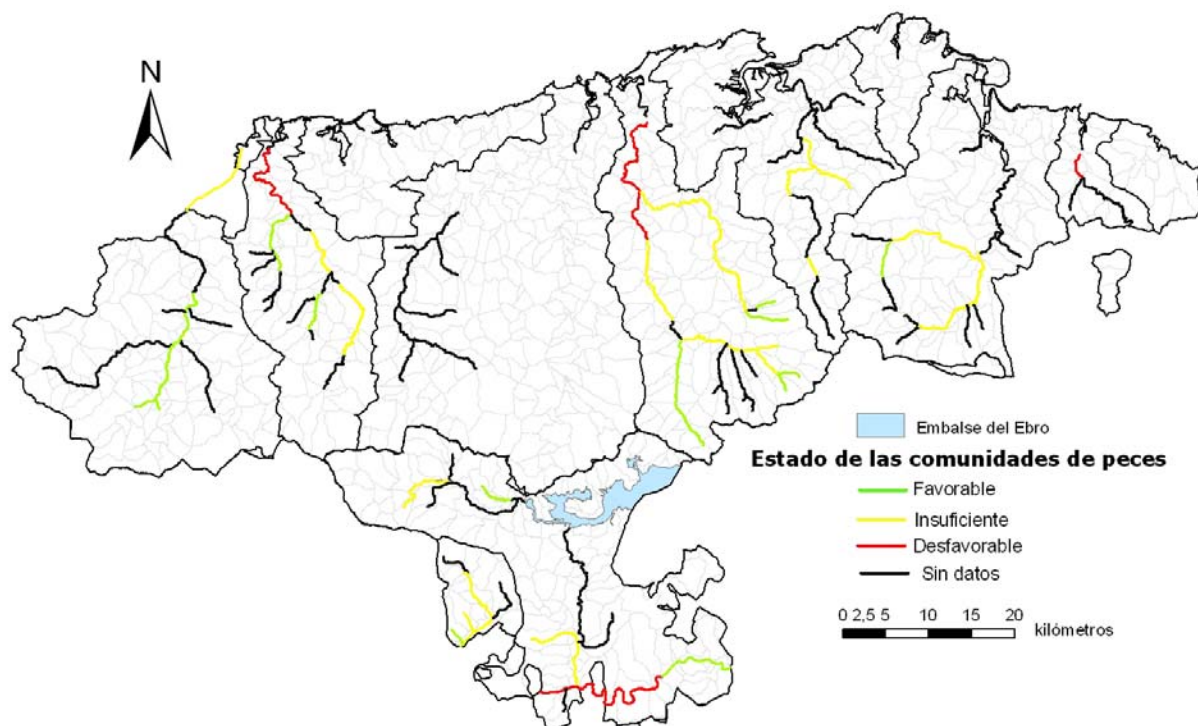 N
Embalse del Ebro
Estado de las comunidades de peces
Favorable
Insuficiente
Desfavorable
Sin datos
0 2,5 5 10 15 20
kilómetros